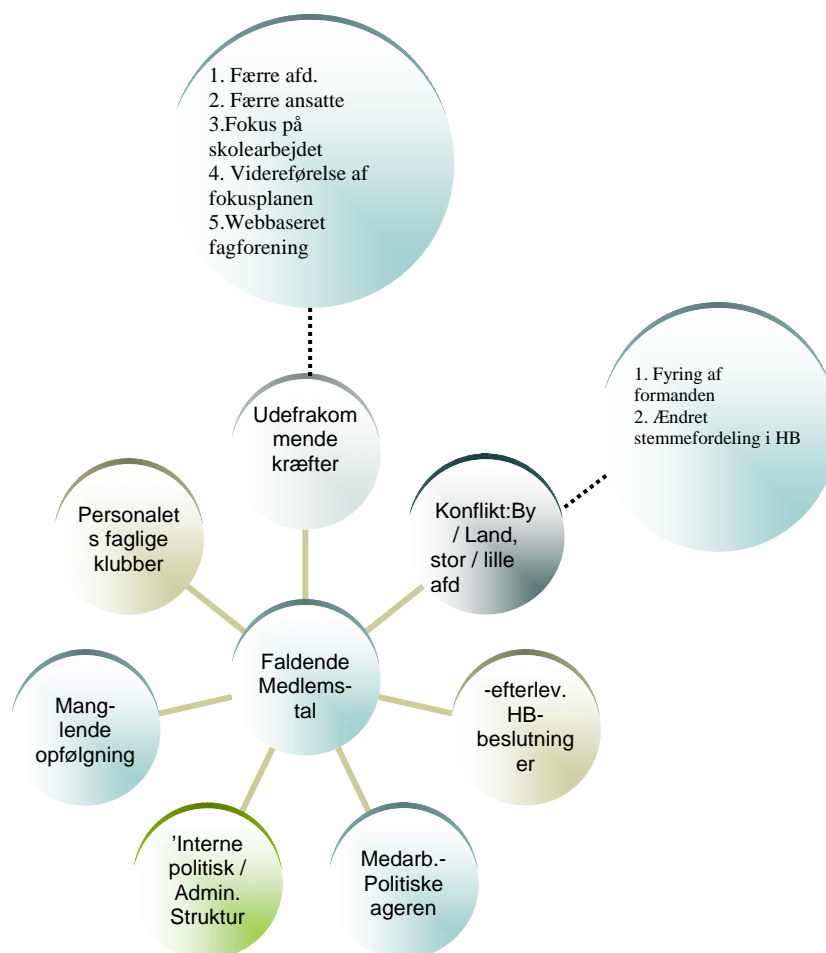 1. Færre afd.
2. Færre ansatte
3.Fokus på
skolearbejdet
4. Videreførelse af
fokusplanen
5.Webbaseret
fagforening
1. Fyring af
formanden
2. Ændret
stemmefordeling i HB
Udefrakom
mende
kræfter
Personalet
s faglige
klubber
Konflikt:By
/ Land,
stor / lille
afd
Faldende
Medlems-
tal
Mang-
lende
opfølgning
-efterlev.
HB-
beslutning
er
'Interne
politisk /
Admin.
Struktur
Medarb.-
Politiske
ageren